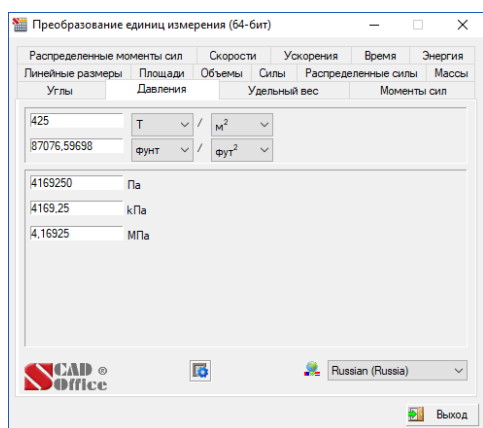 Преобразование единиц измерения (64-бит)
Распределенные моменты сил Скорости Ускорения Время Энергия
Линейные размеры Площади Объемы Силы Распределенные силы Массы
Углы Давления Удельный вес Моменты сил
425 Т / м²
87076,59698 фунт / фут²
4169250 Па
4169,25 кПа
4,16925 МПа
SCAD Office ® Russian (Russia)
Выход